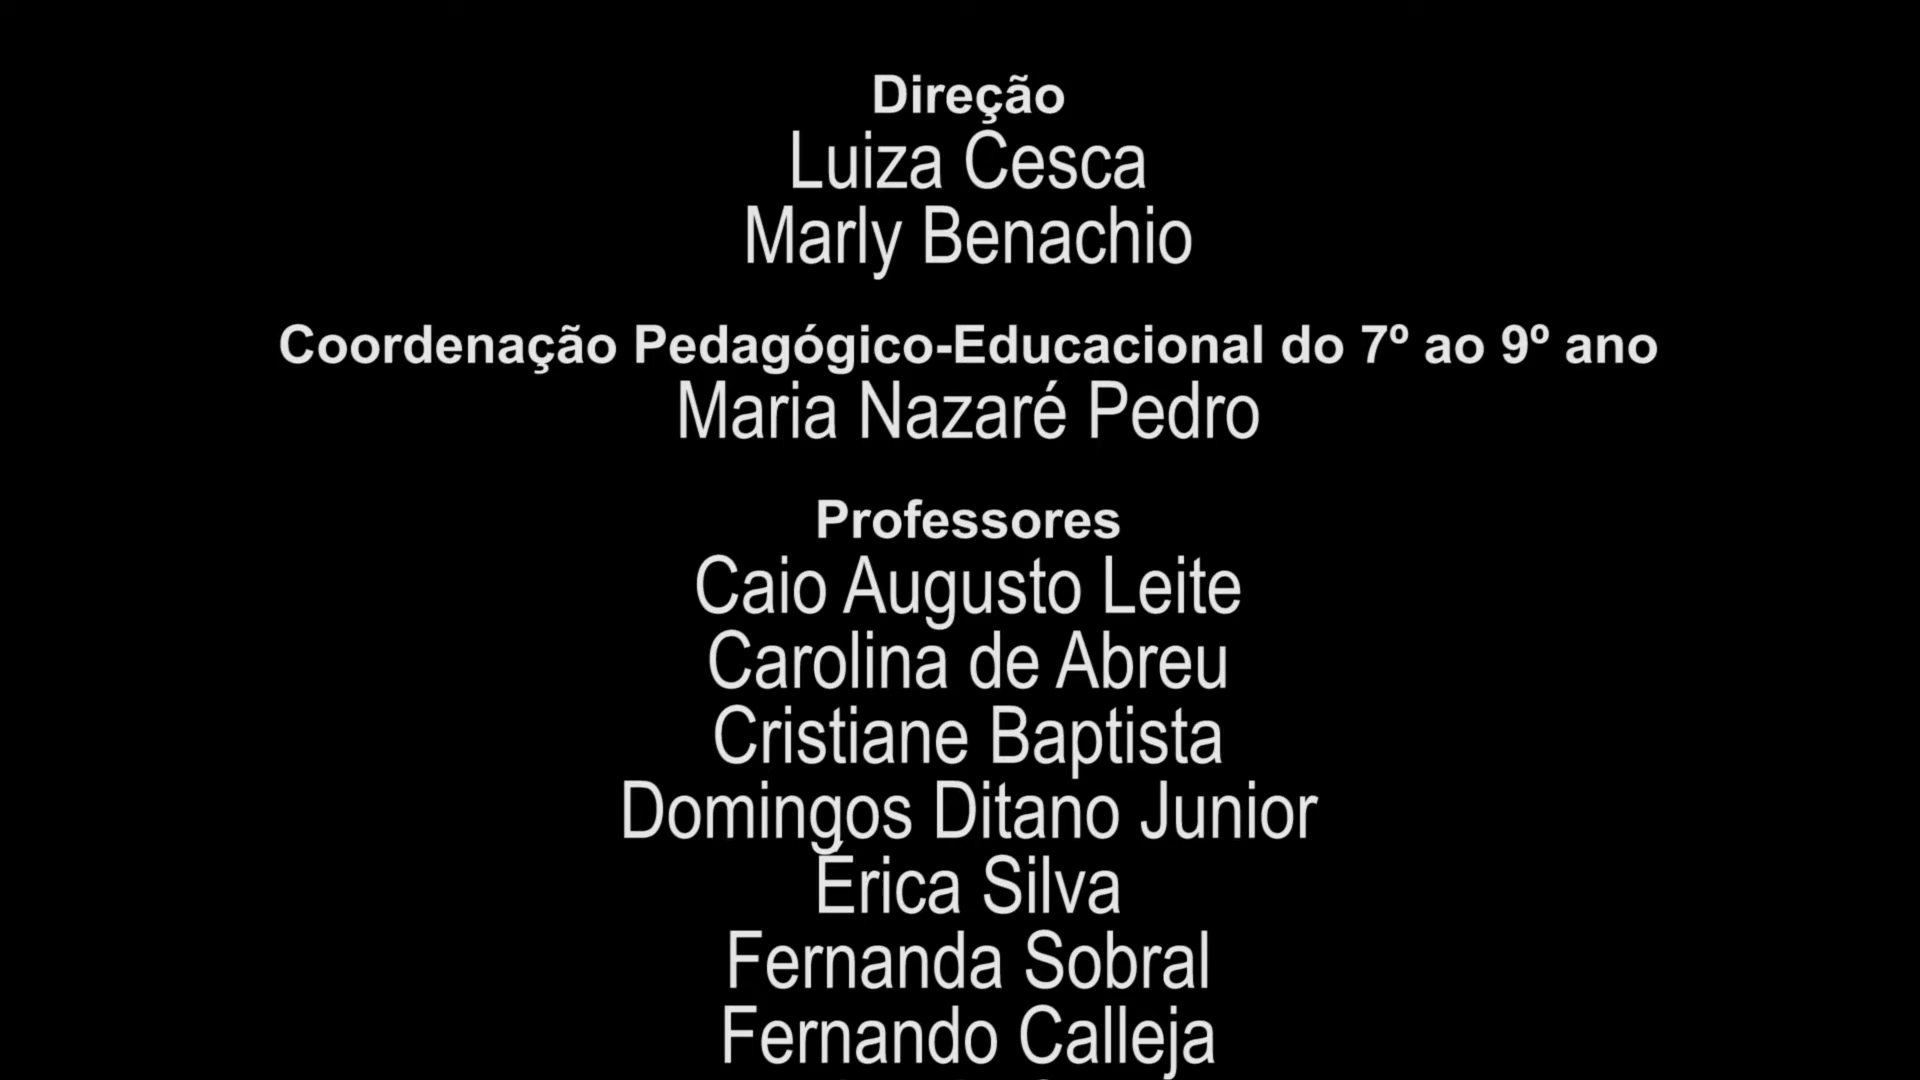 Direção
Luiza Cesca
Marly Benachio
Coordenação Pedagógico-Educacional do 7º ao 9º ano
Maria Nazaré Pedro
Professores
Caio Augusto Leite
Carolina de Abreu
Cristiane Baptista
Domingos Ditano Junior
Érica Silva
Fernanda Sobral
Fernando Calleja